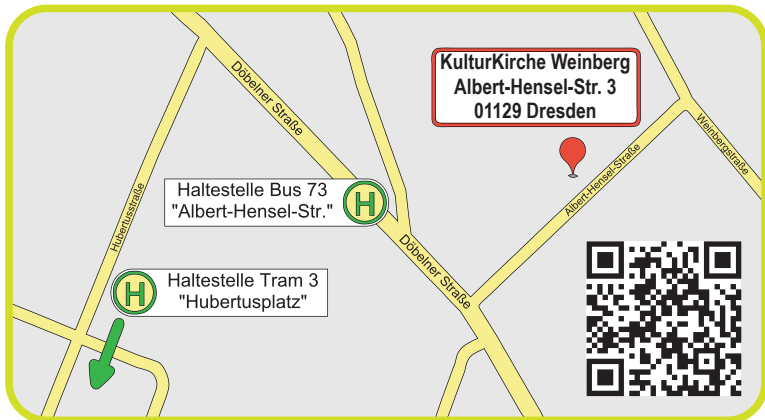 KulturKirche Weinberg
Albert-Hensel-Str. 3
01129 Dresden
Döbelner Straße
Weinbergstraße
Albert-Hensel-Straße
Hubertusstraße
Haltestelle Bus 73
"Albert-Hensel-Str."
H
Döbelner Straße
H
Haltestelle Tram 3
"Hubertusplatz"